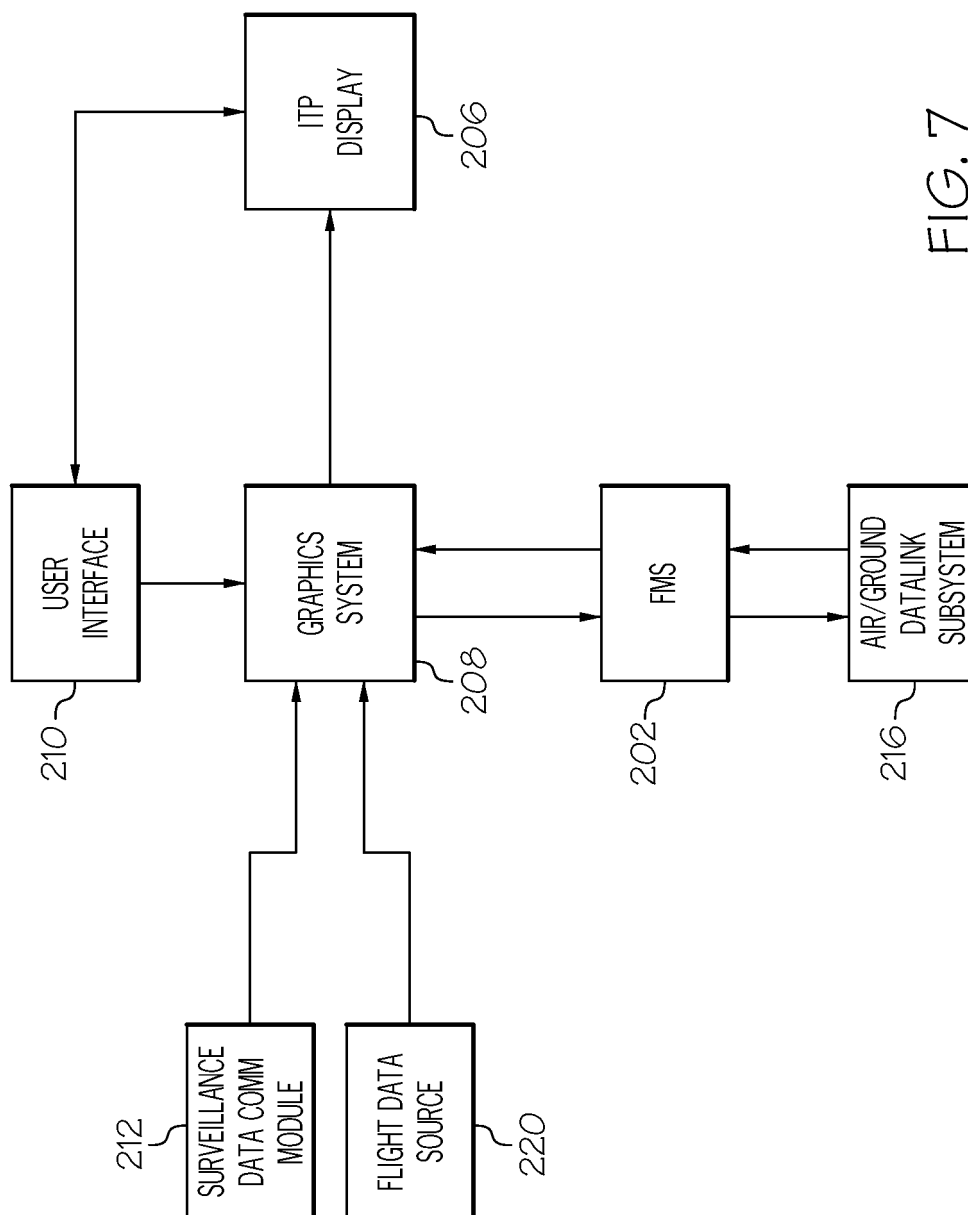 210
USER
INTERFACE
212
SURVEILLANCE
DATA COMM
MODULE
FLIGHT DATA
SOURCE
220
GRAPHICS
SYSTEM
208
ITP
DISPLAY
206
202
FMS
216
AIR/GROUND
DATALINK
SUBSYSTEM
FIG. 7